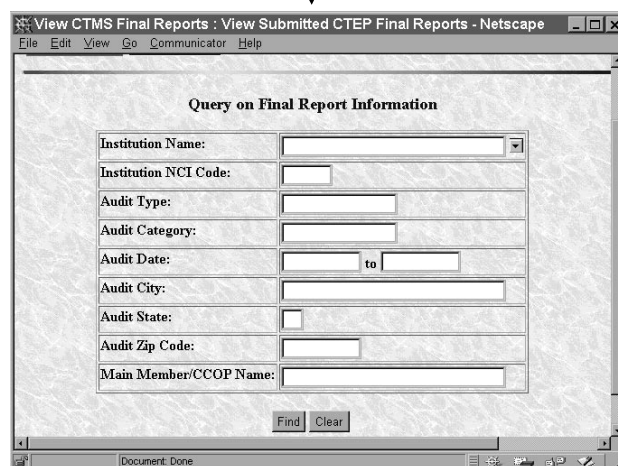 View CTMS Final Reports : View Submitted CTEP Final Reports - Netscape
File Edit View Go Communicator Help
Query on Final Report Information
Institution Name:
Institution NCI Code:
Audit Type:
Audit Category:
Audit Date: to
Audit City:
Audit State:
Audit Zip Code:
Main Member/CCOP Name:
Find Clear
Document: Done